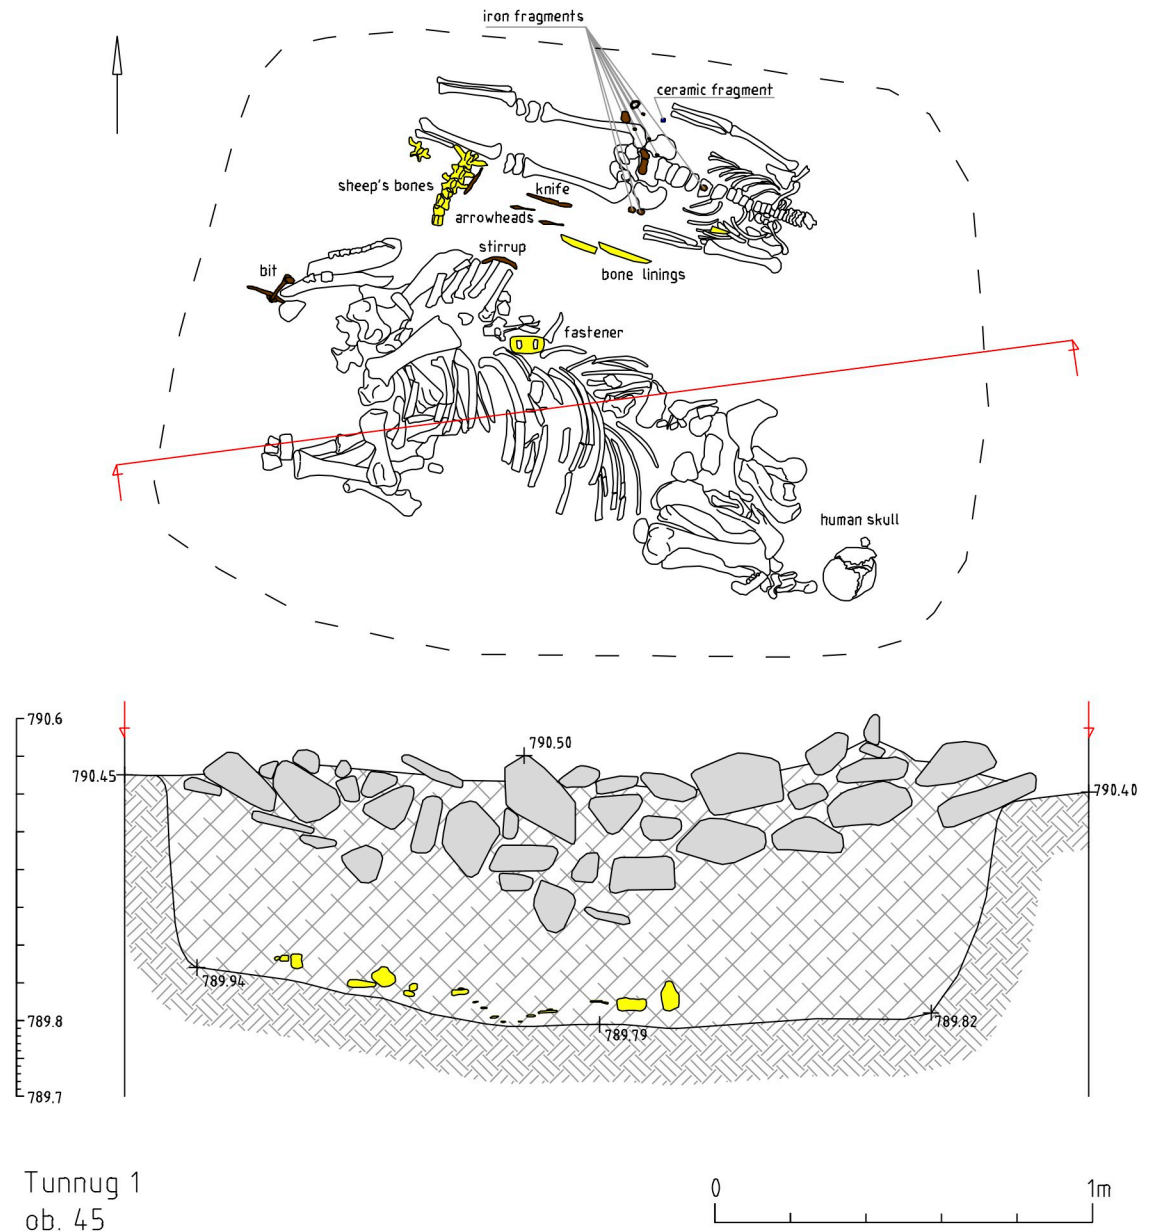 iron fragments
ceramic fragment
sheep's bones
knife
arrowheads
stirrup
bit
bone linings
fastener
human skull
790.6
790.50
790.45
790.40
789.94
789.8
789.82
789.79
789.7
Tunnug 1
ob. 45
0 1m